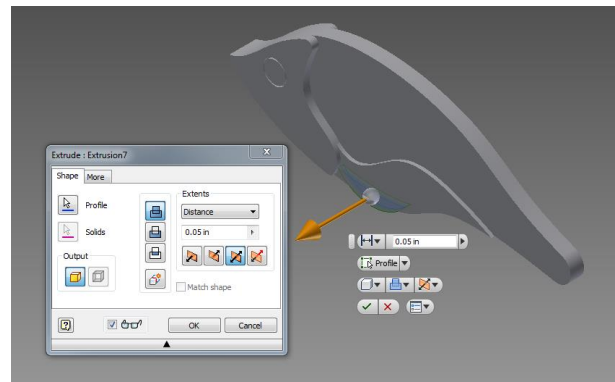 Extrude : Extrusion7
Shape More
Profile
Solids
Output
Extents
Distance
0.05 in
Match shape
OK Cancel
0.05 in
Profile